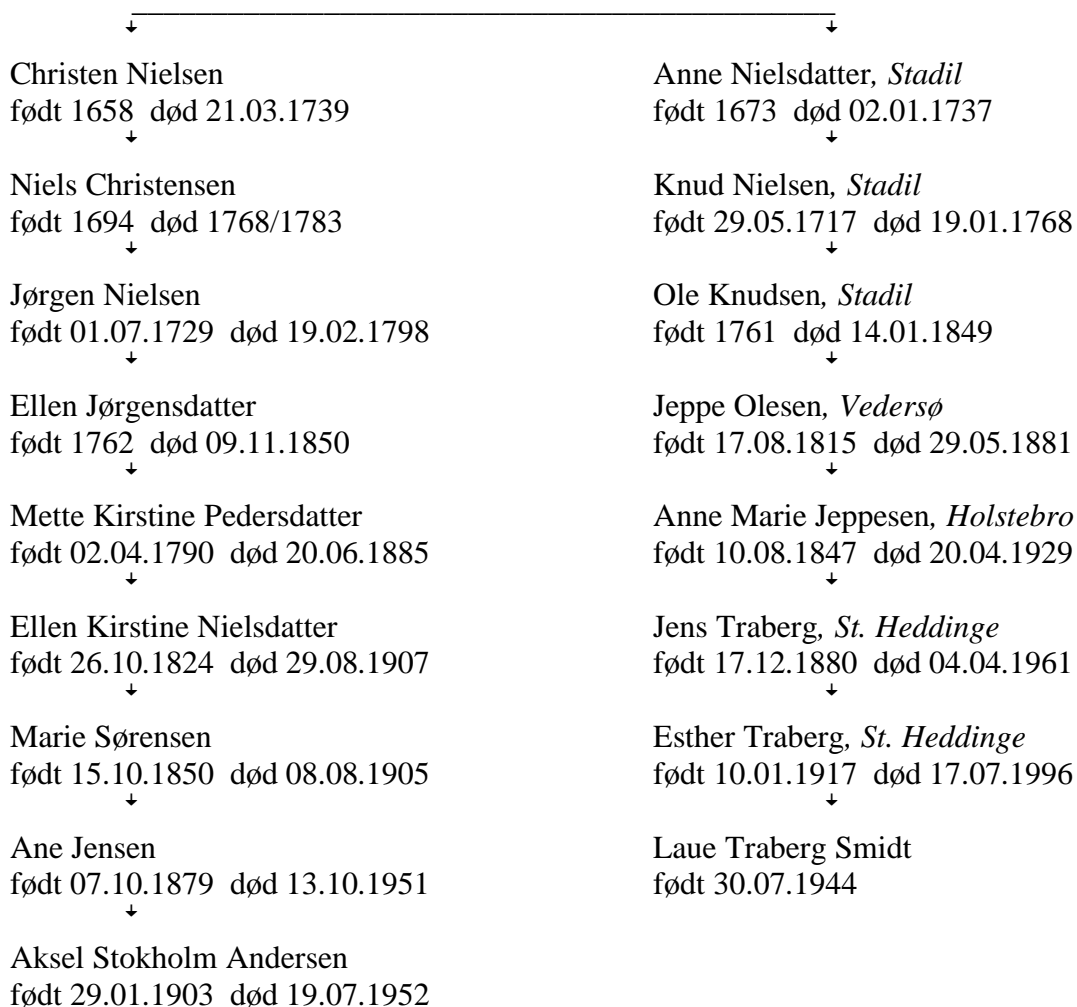 Christen Nielsen
født 1658  død 21.03.1739
Niels Christensen
født 1694  død 1768/1783
Jørgen Nielsen
født 01.07.1729  død 19.02.1798
Ellen Jørgensdatter
født 1762  død 09.11.1850
Mette Kirstine Pedersdatter
født 02.04.1790  død 20.06.1885
Ellen Kirstine Nielsdatter
født 26.10.1824  død 29.08.1907
Marie Sørensen
født 15.10.1850  død 08.08.1905
Ane Jensen
født 07.10.1879  død 13.10.1951
Aksel Stokholm Andersen
født 29.01.1903  død 19.07.1952
Anne Nielsdatter, Stadil
født 1673  død 02.01.1737
Knud Nielsen, Stadil
født 29.05.1717  død 19.01.1768
Ole Knudsen, Stadil
født 1761  død 14.01.1849
Jeppe Olesen, Vedersø
født 17.08.1815  død 29.05.1881
Anne Marie Jeppesen, Holstebro
født 10.08.1847  død 20.04.1929
Jens Traberg, St. Heddinge
født 17.12.1880  død 04.04.1961
Esther Traberg, St. Heddinge
født 10.01.1917  død 17.07.1996
Laue Traberg Smidt
født 30.07.1944